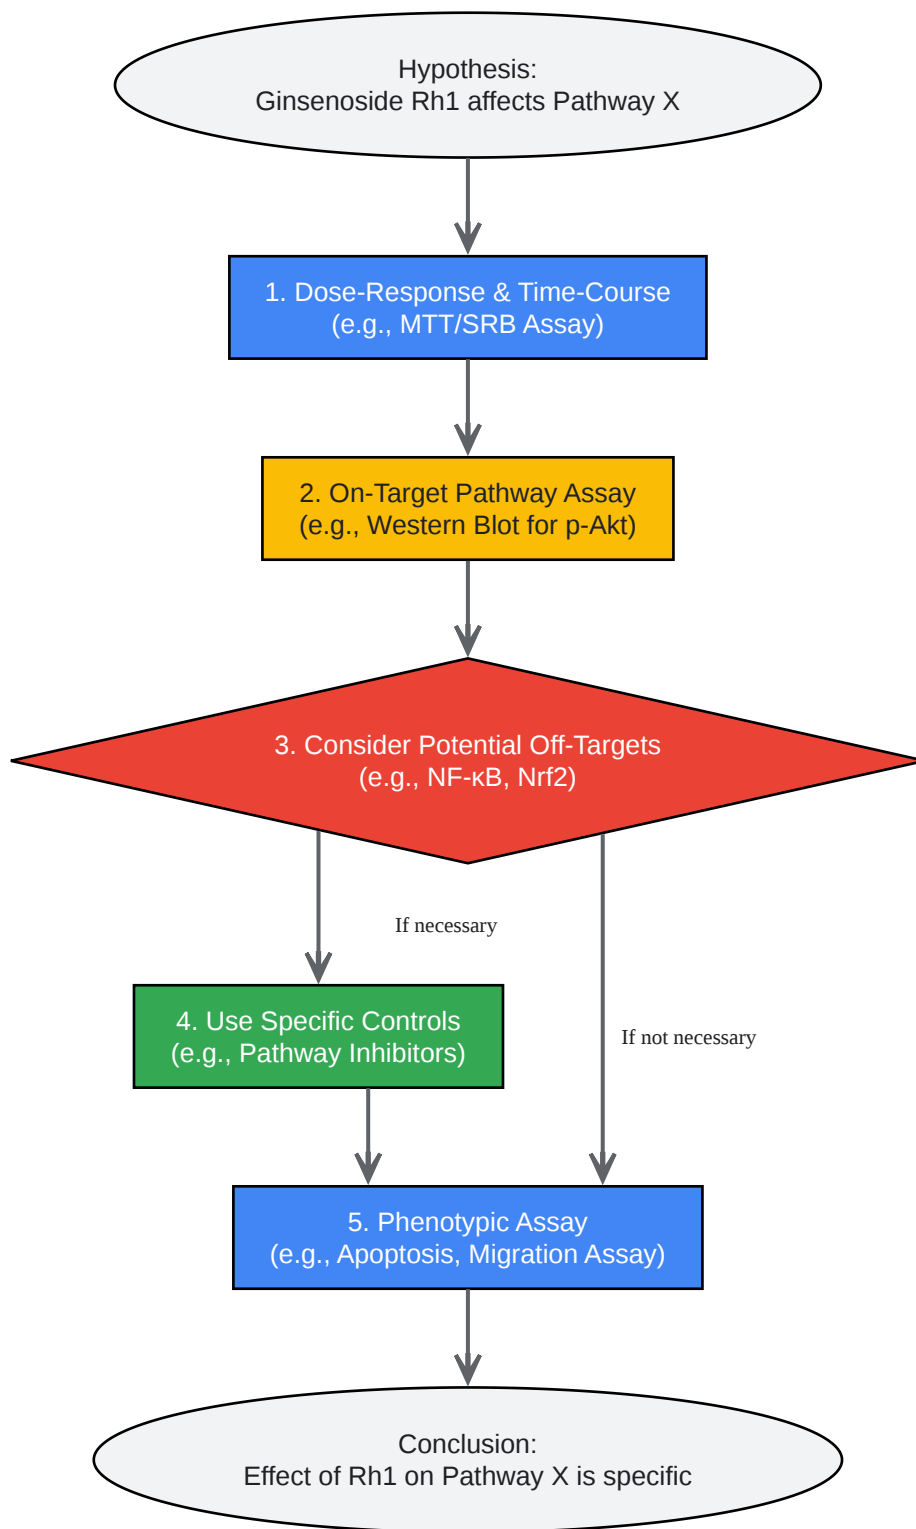 Hypothesis:
Ginsenoside Rh1 affects Pathway X
1. Dose-Response & Time-Course
(e.g., MTT/SRB Assay)
2. On-Target Pathway Assay
(e.g., Western Blot for p-Akt)
3. Consider Potential Off-Targets
(e.g., NF-κB, Nrf2)
If necessary
4. Use Specific Controls
(e.g., Pathway Inhibitors)
If not necessary
5. Phenotypic Assay
(e.g., Apoptosis, Migration Assay)
Conclusion:
Effect of Rh1 on Pathway X is specific